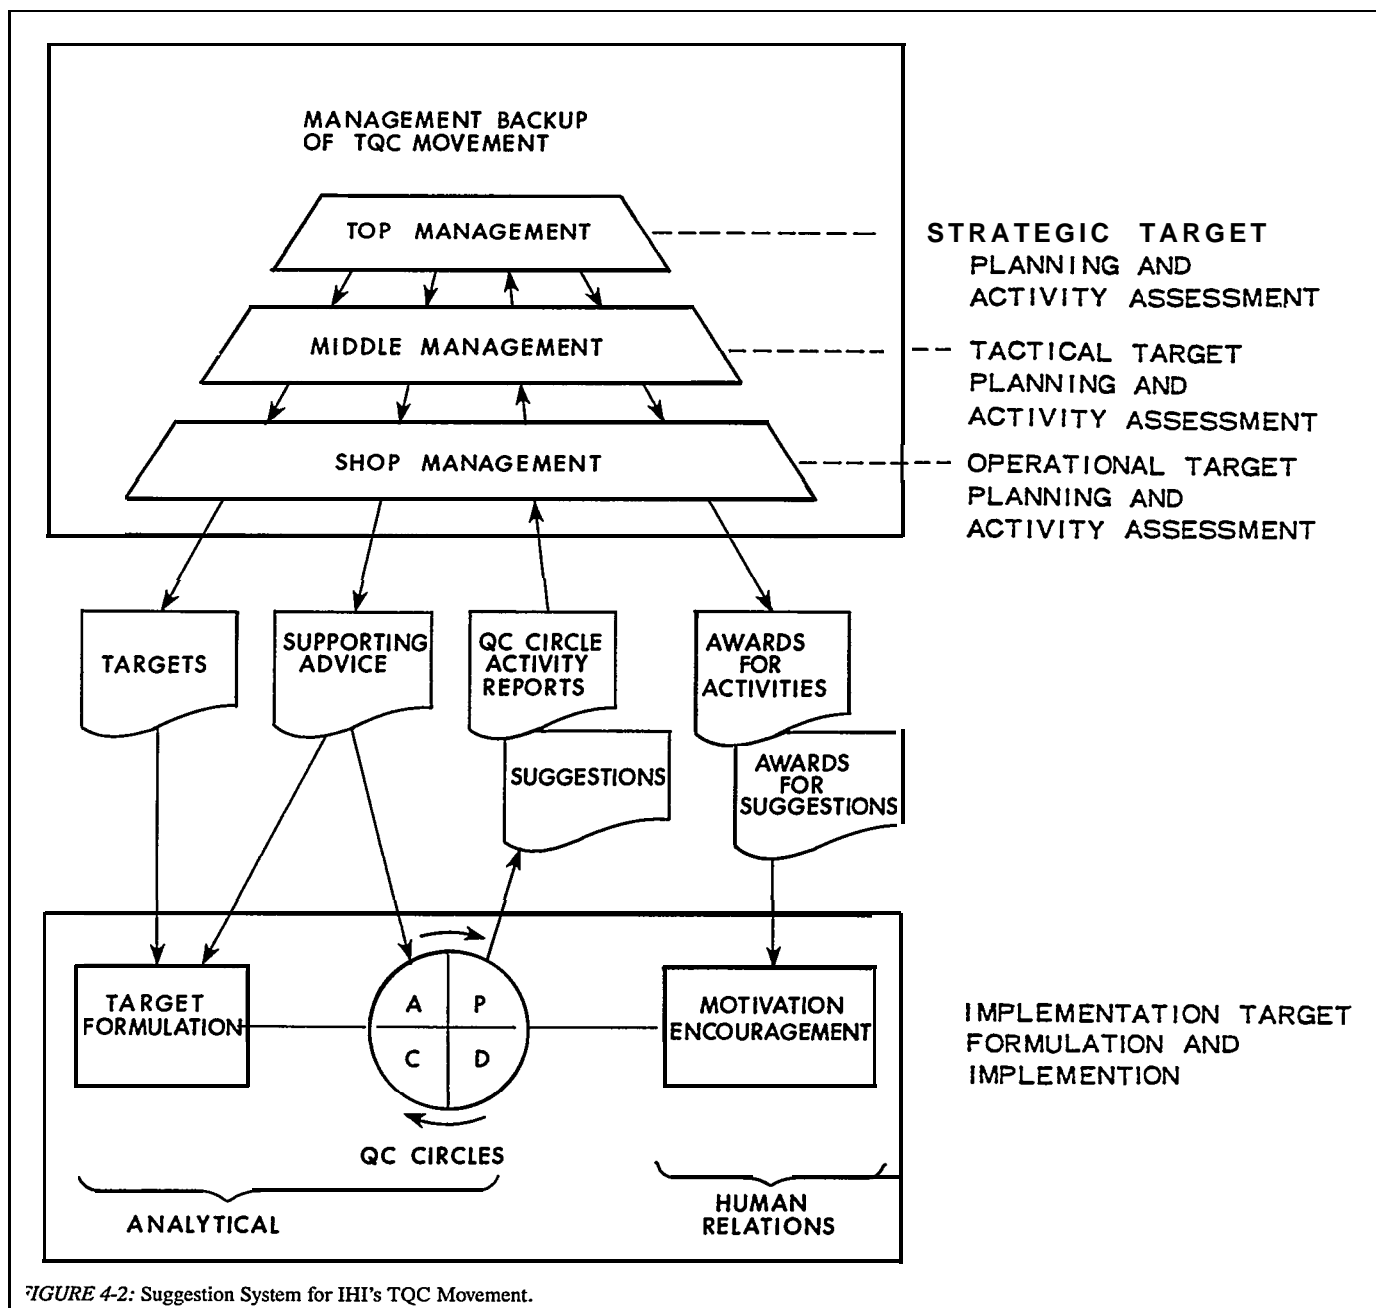 MANAGEMENT BACKUP
OF TQC MOVEMENT
TOP MANAGEMENT
STRATEGIC TARGET
PLANNING AND
ACTIVITY ASSESSMENT
MIDDLE MANAGEMENT
TACTICAL TARGET
PLANNING AND
ACTIVITY ASSESSMENT
SHOP MANAGEMENT
OPERATIONAL TARGET
PLANNING AND
ACTIVITY ASSESSMENT
TARGETS
SUPPORTING
ADVICE
QC CIRCLE
ACTIVITY
REPORTS
SUGGESTIONS
AWARDS
FOR
ACTIVITIES
AWARDS
FOR
SUGGESTIONS
TARGET
FORMULATION
A P
C D
QC CIRCLES
MOTIVATION
ENCOURAGEMENT
IMPLEMENTATION TARGET
FORMULATION AND
IMPLEMENTION
ANALYTICAL
HUMAN
RELATIONS
FIGURE 4-2: Suggestion System for IHI's TQC Movement.